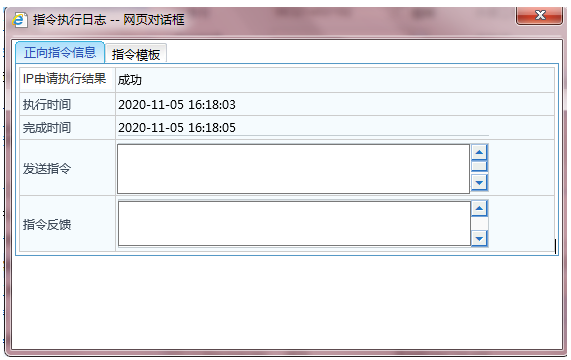 指令执行日志 -- 网页对话框
正向指令信息 指令模板
IP申请执行结果 成功
执行时间 2020-11-05 16:18:03
完成时间 2020-11-05 16:18:05
发送指令
指令反馈